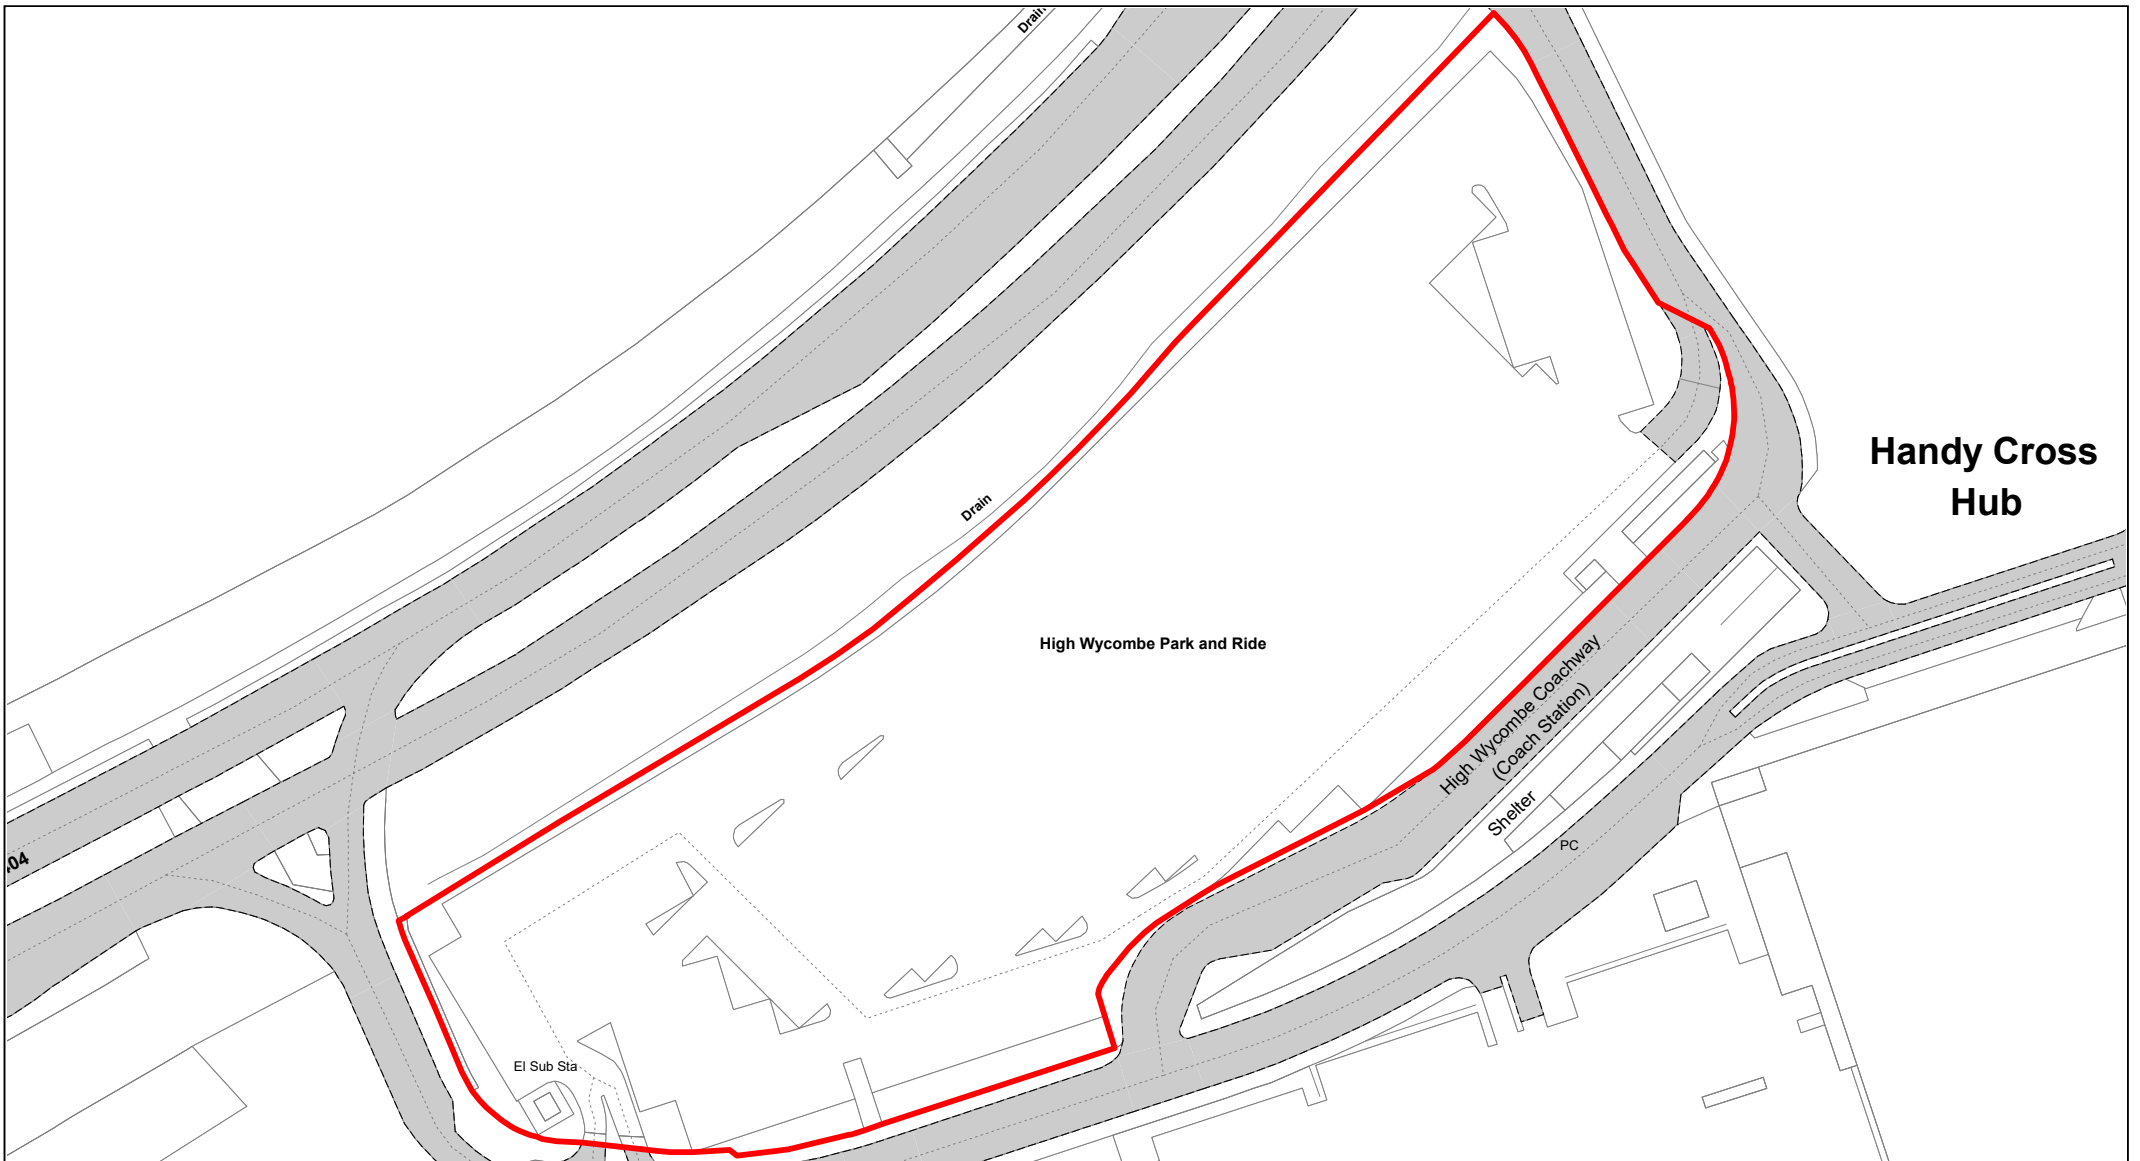 Drain
Handy Cross
Hub
Drain
High Wycombe Park and Ride
High Wycombe Coachway
(Coach Station)
Shelter
PC
El Sub Sta